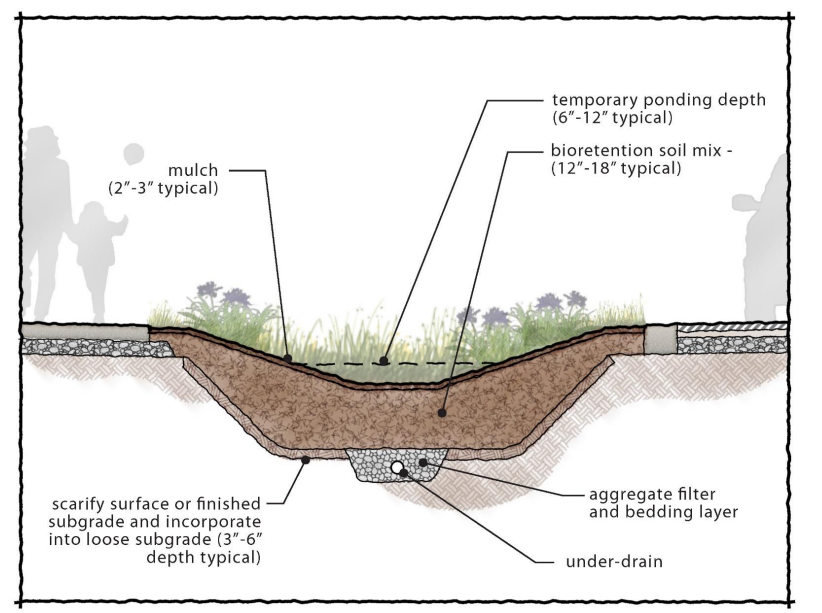 temporary ponding depth
(6"-12" typical)
bioretention soil mix -
(12"-18" typical)
mulch
(2"-3" typical)
scarify surface or finished
subgrade and incorporate
into loose subgrade (3"-6"
depth typical)
aggregate filter
and bedding layer
under-drain